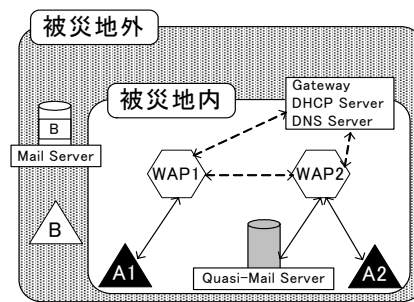 被災地外
被災地内
Gateway
DHCP Server
DNS Server
B
Mail Server
WAP1
WAP2
B
A1
Quasi-Mail Server
A2